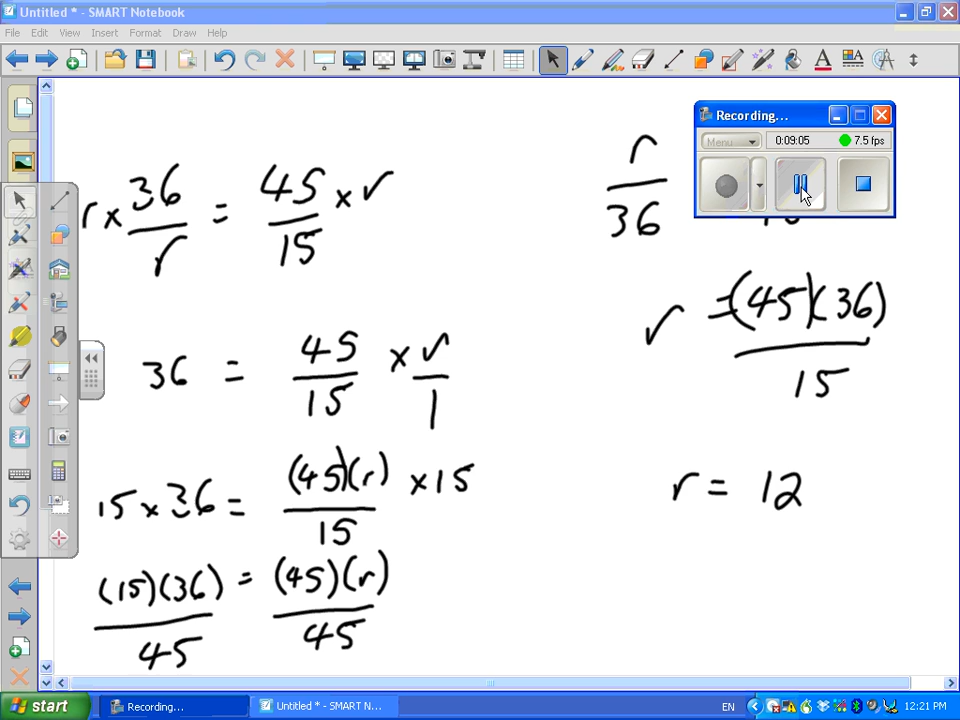 Untitled * - SMART Notebook
File Edit View Insert Format Draw Help
Recording...
Menu 0:09:05 7.5 fps
r × 36/r = 45/15 × r
36 = 45/15 × r/1
15 × 36 = (45)(r)/15 × 15
(15)(36)/45 = (45)(r)/45
r/36
r = (45)(36)/15
r = 12
start Recording... Untitled * - SMART N... EN 12:21 PM